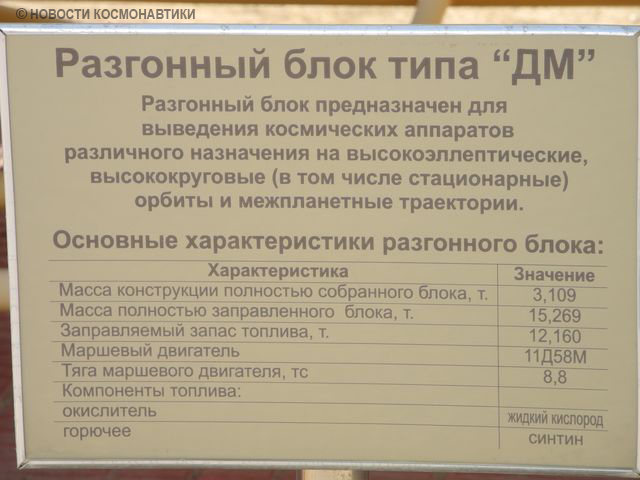 © НОВОСТИ КОСМОНАВТИКИ
Разгонный блок типа “ДМ”
Разгонный блок предназначен для
выведения космических аппаратов
различного назначения на высокоэллептические,
высококруговые (в том числе стационарные)
орбиты и межпланетные траектории.
Основные характеристики разгонного блока:
Характеристика Значение
Масса конструкции полностью собранного блока, т. 3,109
Масса полностью заправленного блока, т. 15,269
Заправляемый запас топлива, т. 12,160
Маршевый двигатель 11Д58М
Тяга маршевого двигателя, тс 8,8
Компоненты топлива:
окислитель жидкий кислород
горючее синтин